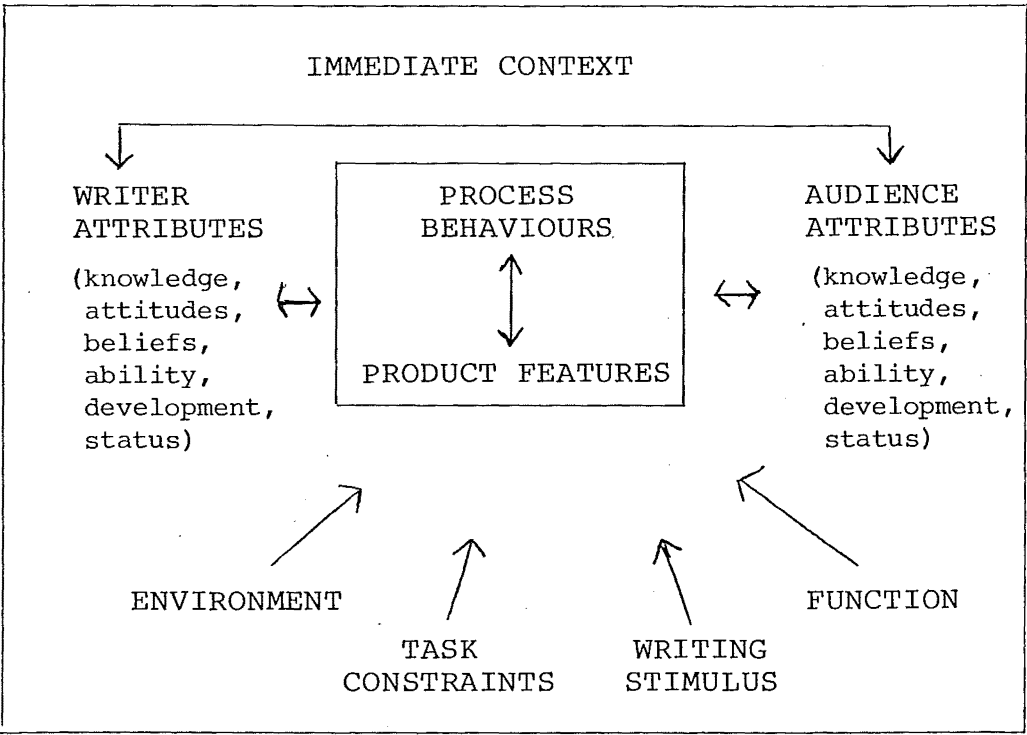 IMMEDIATE CONTEXT
WRITER
ATTRIBUTES
(knowledge,
attitudes,
beliefs,
ability,
development,
status)
PROCESS
BEHAVIOURS
PRODUCT FEATURES
AUDIENCE
ATTRIBUTES
(knowledge,
attitudes,
beliefs,
ability,
development,
status)
ENVIRONMENT
TASK
CONSTRAINTS
WRITING
STIMULUS
FUNCTION